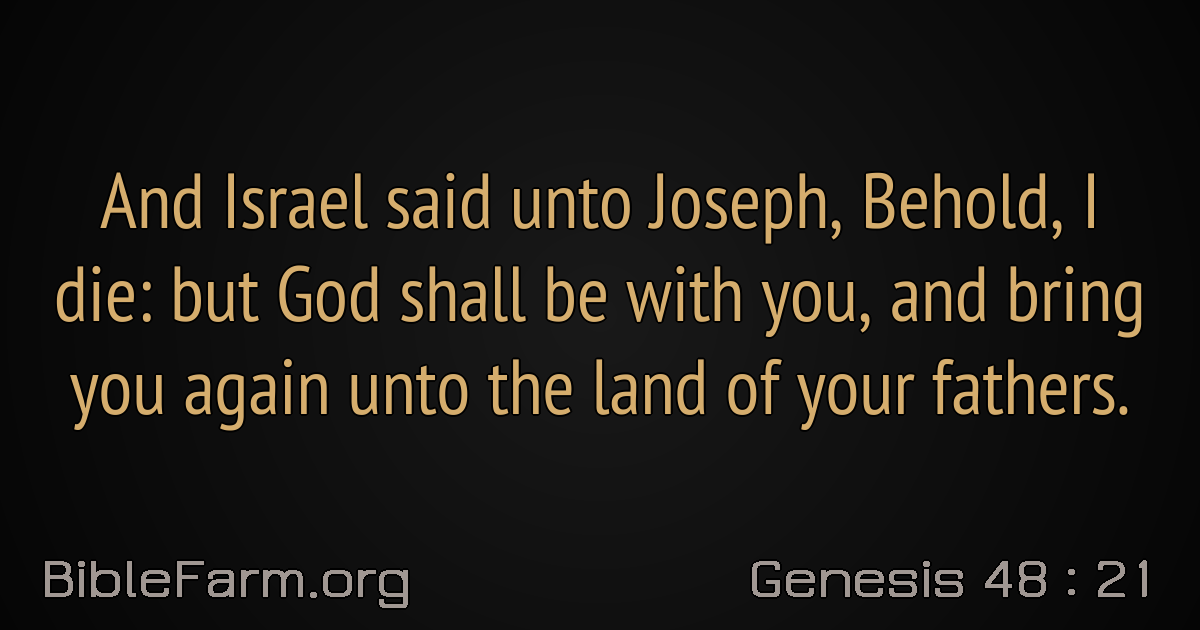 And Israel said unto Joseph, Behold, I
die: but God shall be with you, and bring
you again unto the land of your fathers.
BibleFarm.org
Genesis 48 : 21